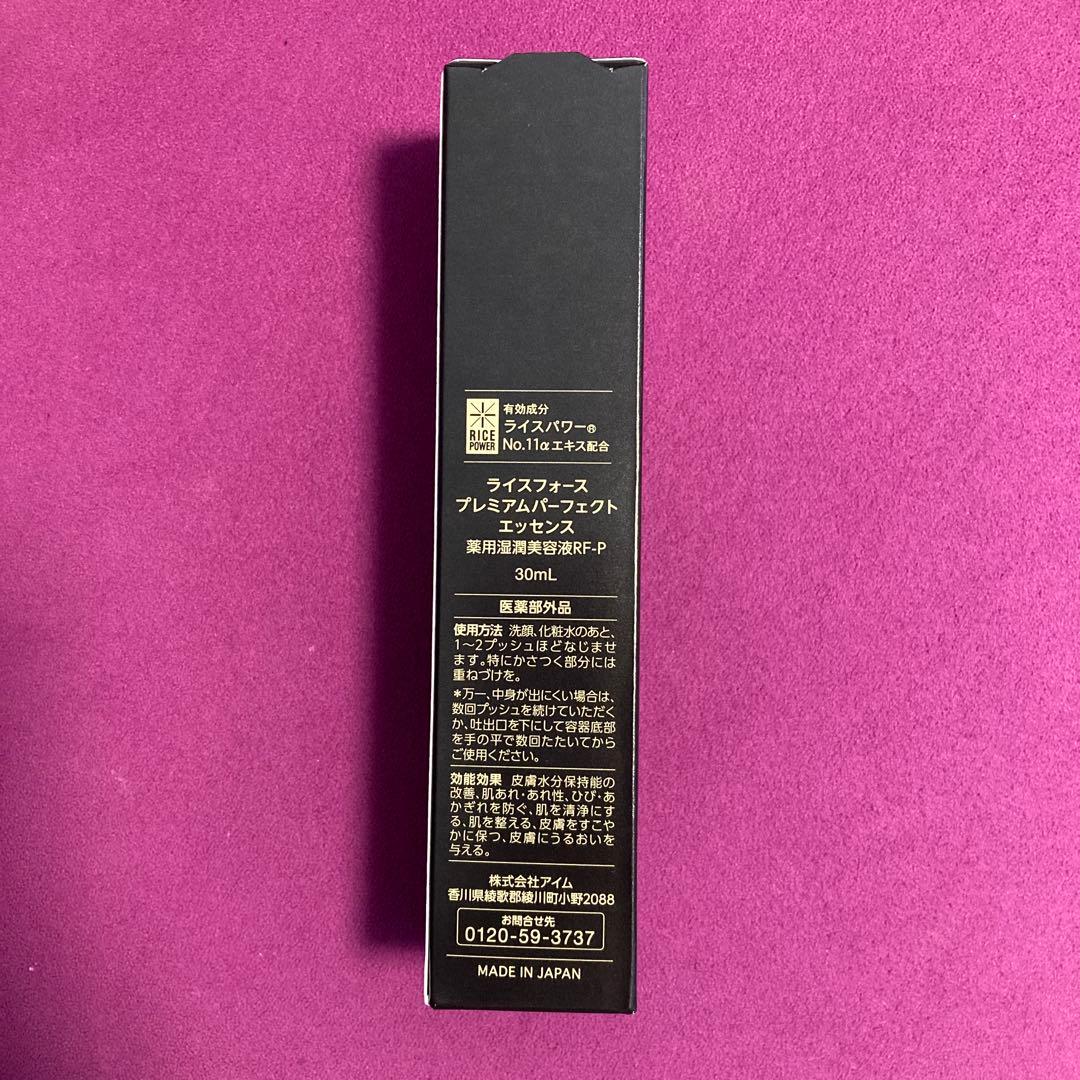 RICE
POWER
有効成分
ライスパワー®
No.11αエキス配合
ライスフォース
プレミアムパーフェクト
エッセンス
薬用湿潤美容液RF-P
30mL
医薬部外品
使用方法 洗顔、化粧水のあと、
1〜2プッシュほどなじませ
ます。特にかさつく部分には
重ねづけを。
*万一、中身が出にくい場合は、
数回プッシュを続けていただく
か、吐出口を下にして容器底部
を手の平で数回たたいてから
ご使用ください。
効能効果 皮膚水分保持能の
改善、肌あれ・あれ性、ひび・あ
かぎれを防ぐ、肌を清浄にす
る、肌を整える、皮膚をすこや
かに保つ、皮膚にうるおいを
与える。
株式会社アイム
香川県綾歌郡綾川町小野2088
お問合せ先
0120-59-3737
MADE IN JAPAN